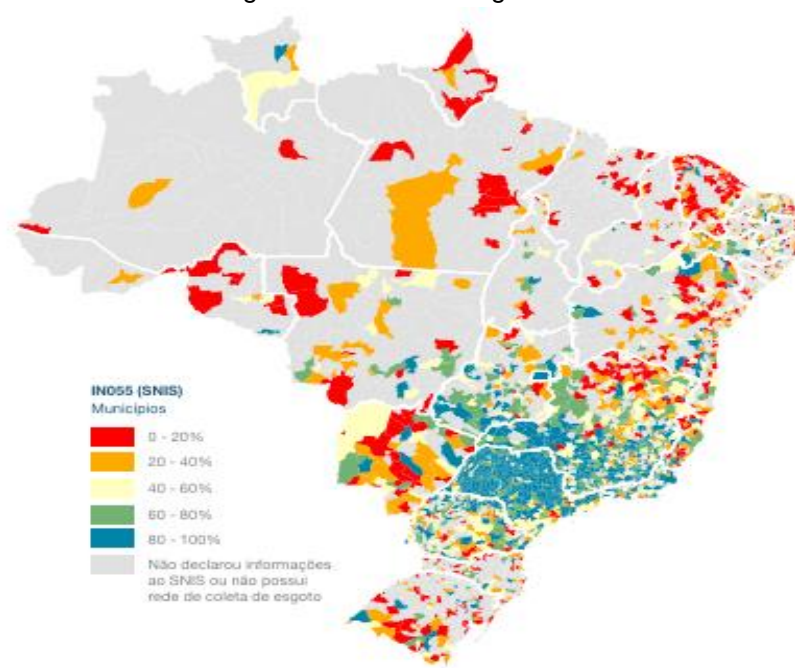 IN055 (SNIS)
Municípios
0 - 20%
20 - 40%
40 - 60%
60 - 80%
80 - 100%
Não declarou informações
ao SNIS ou não possui
rede de coleta de esgoto